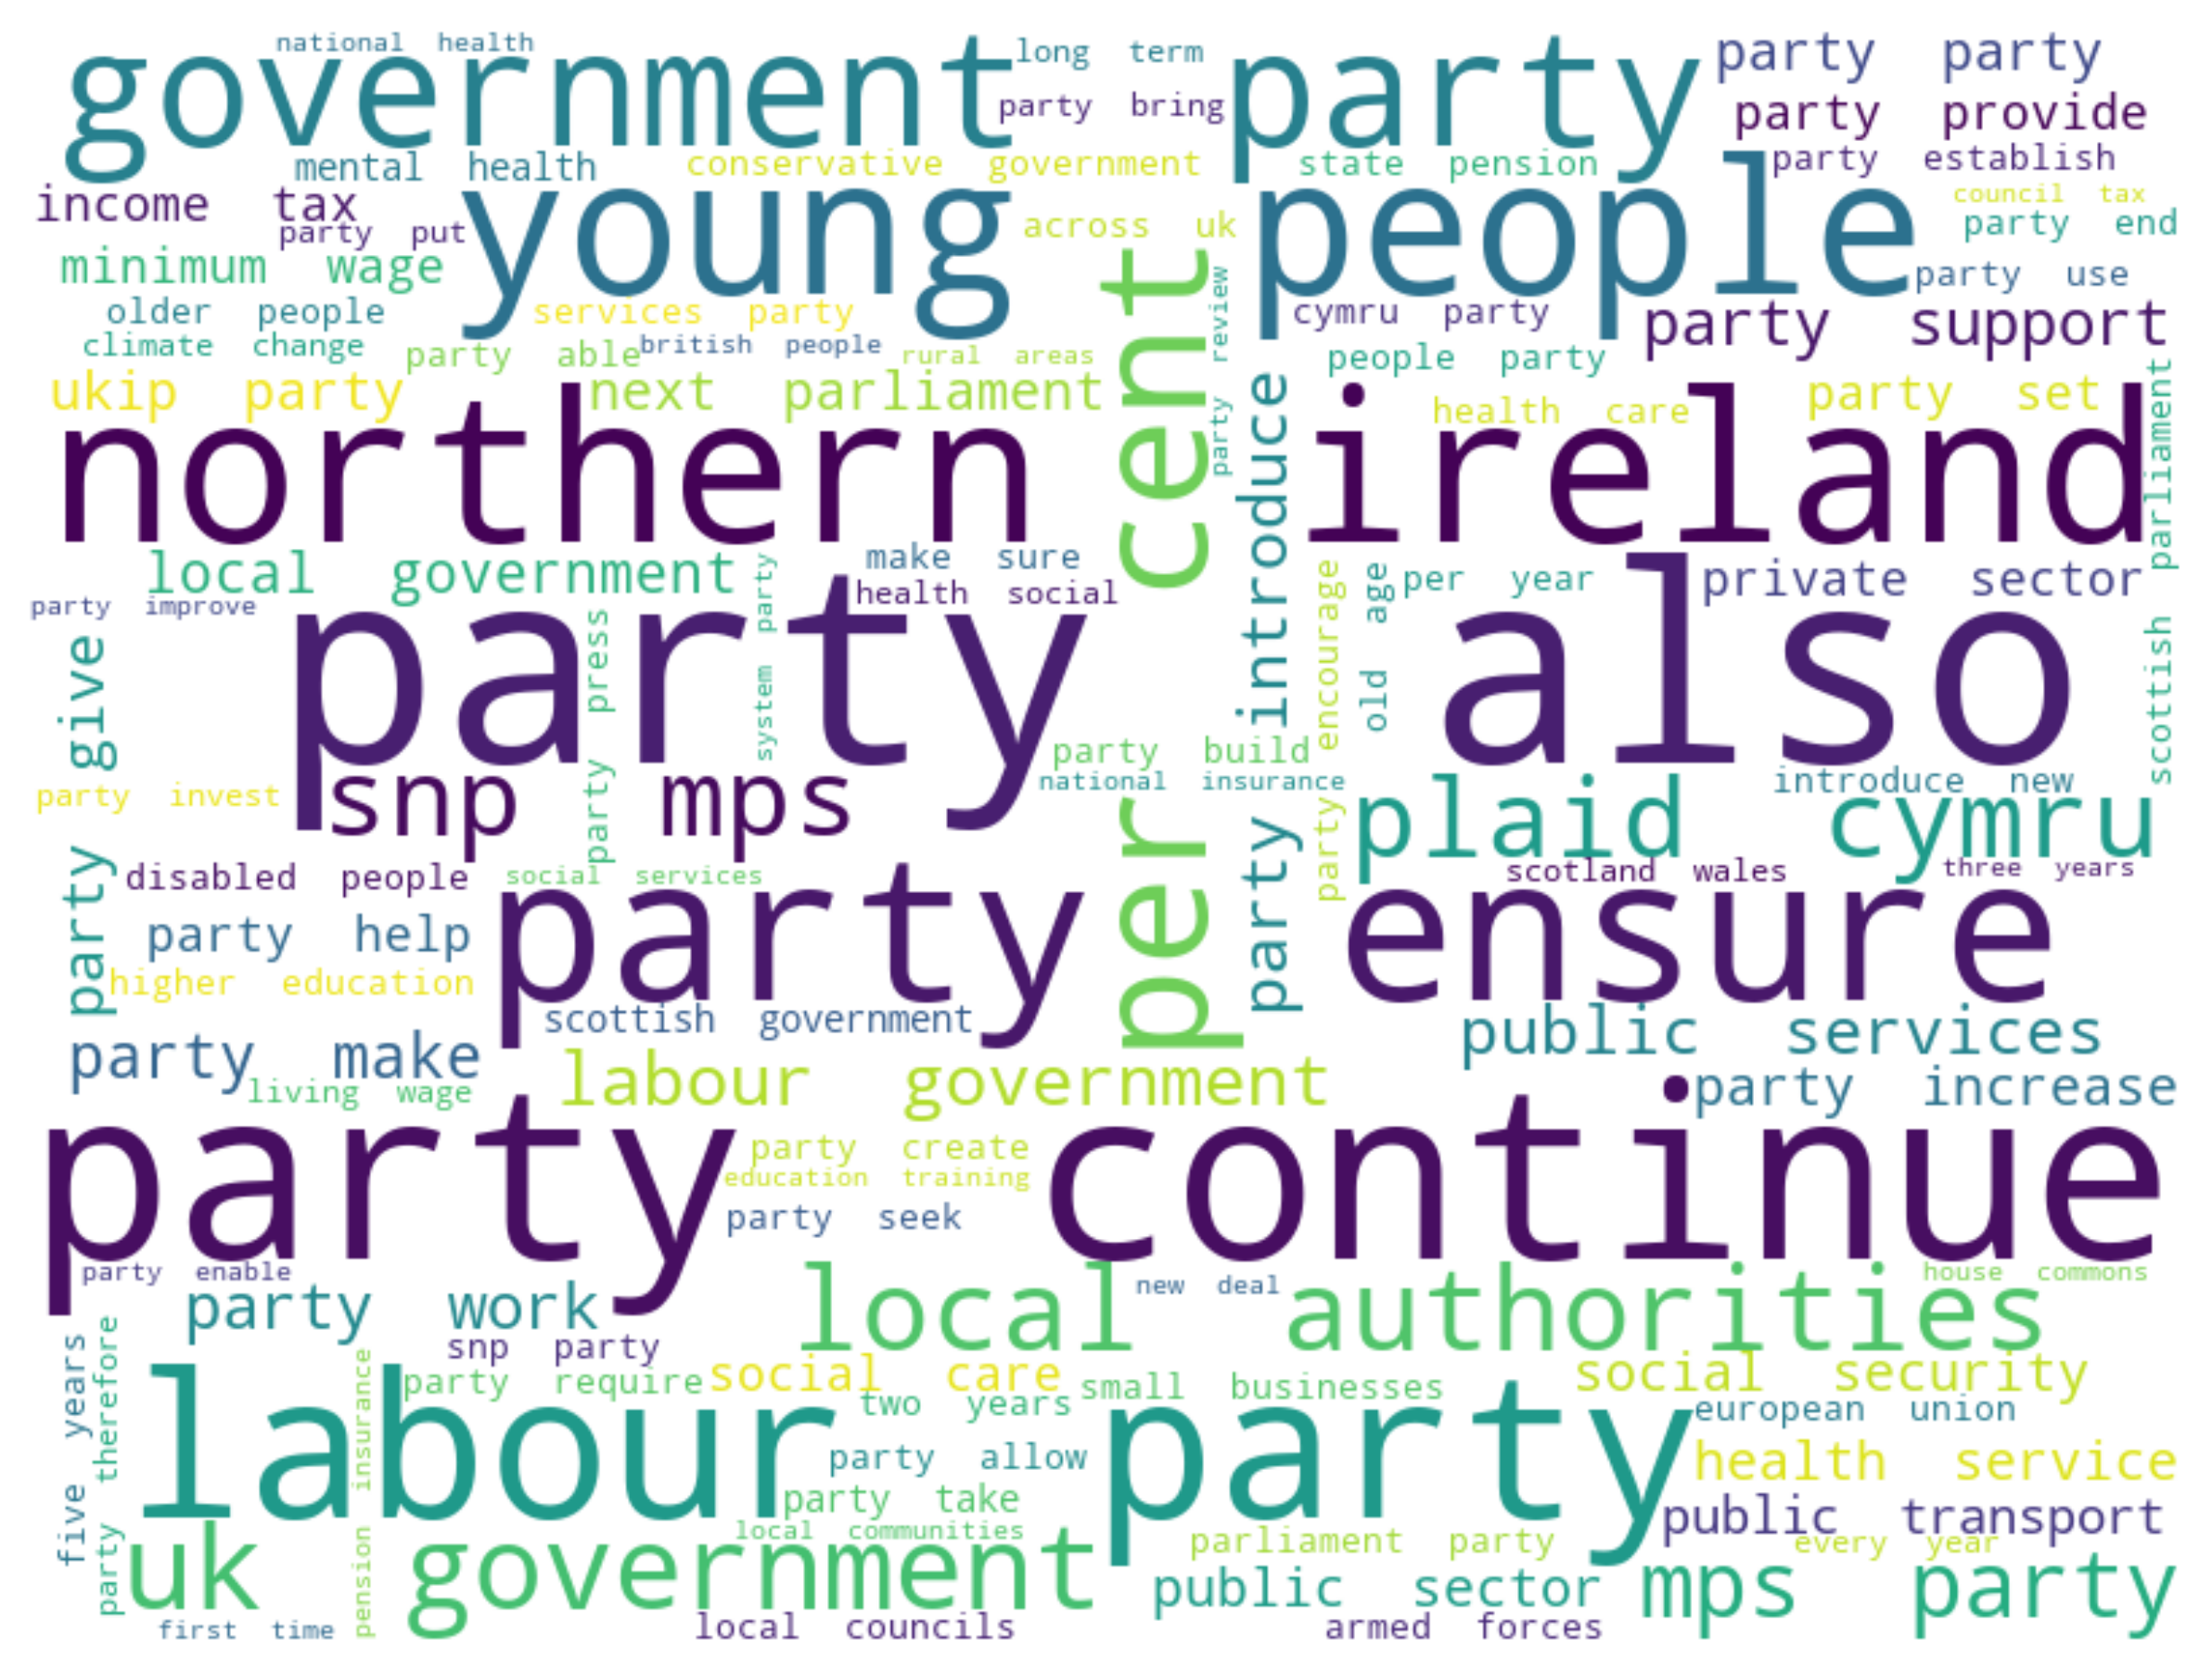 national health
government party
long term
party party
party bring
party provide
mental health
conservative government
state pension
party establish
income tax
young people
council tax
party put
across uk
party end
minimum wage
party use
older people
services party
cymru party
party support
climate change
party able
british people
rural areas
people party
party review
ukip party
next parliament
health care
party set
northern ireland
per cent
party introduce
scottish parliament
local government
make sure
per year
private sector
party improve
health social
party also
party give
party press
system party
party encourage
old age
party build
national insurance
introduce new
party invest
snp mps
plaid cymru
disabled people
social services
scotland wales
three years
party ensure
party help
higher education
scottish government
public services
party make
labour government
party increase
living wage
party continue
party create
education training
party seek
party enable
local authorities
new deal
house commons
party work
snp party
five years
party therefore
pension insurance
labour party
party require
social care
small businesses
social security
two years
european union
party allow
health service
party take
public transport
uk government
local communities
parliament party
every year
public sector
mps party
first time
local councils
armed forces